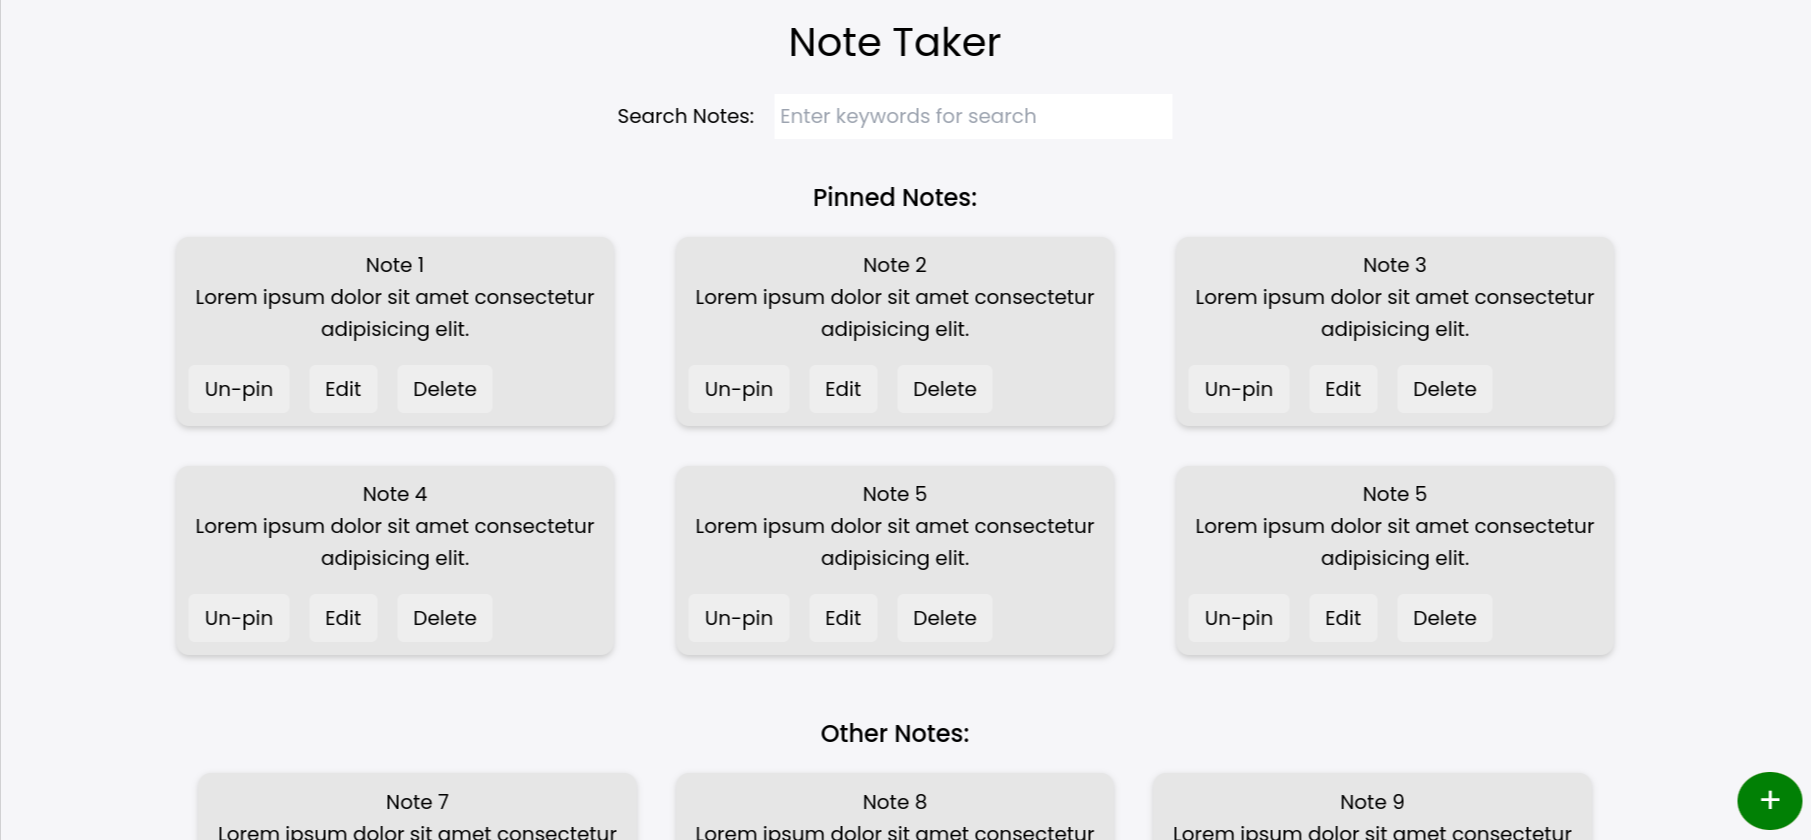 Note Taker
Search Notes: Enter keywords for search
Pinned Notes:
Note 1
Lorem ipsum dolor sit amet consectetur
adipisicing elit.
Un-pin Edit Delete
Note 2
Lorem ipsum dolor sit amet consectetur
adipisicing elit.
Un-pin Edit Delete
Note 3
Lorem ipsum dolor sit amet consectetur
adipisicing elit.
Un-pin Edit Delete
Note 4
Lorem ipsum dolor sit amet consectetur
adipisicing elit.
Un-pin Edit Delete
Note 5
Lorem ipsum dolor sit amet consectetur
adipisicing elit.
Un-pin Edit Delete
Note 5
Lorem ipsum dolor sit amet consectetur
adipisicing elit.
Un-pin Edit Delete
Other Notes:
Note 7
Lorem ipsum dolor sit amet consectetur
Note 8
Lorem ipsum dolor sit amet consectetur
Note 9
Lorem ipsum dolor sit amet consectetur
+